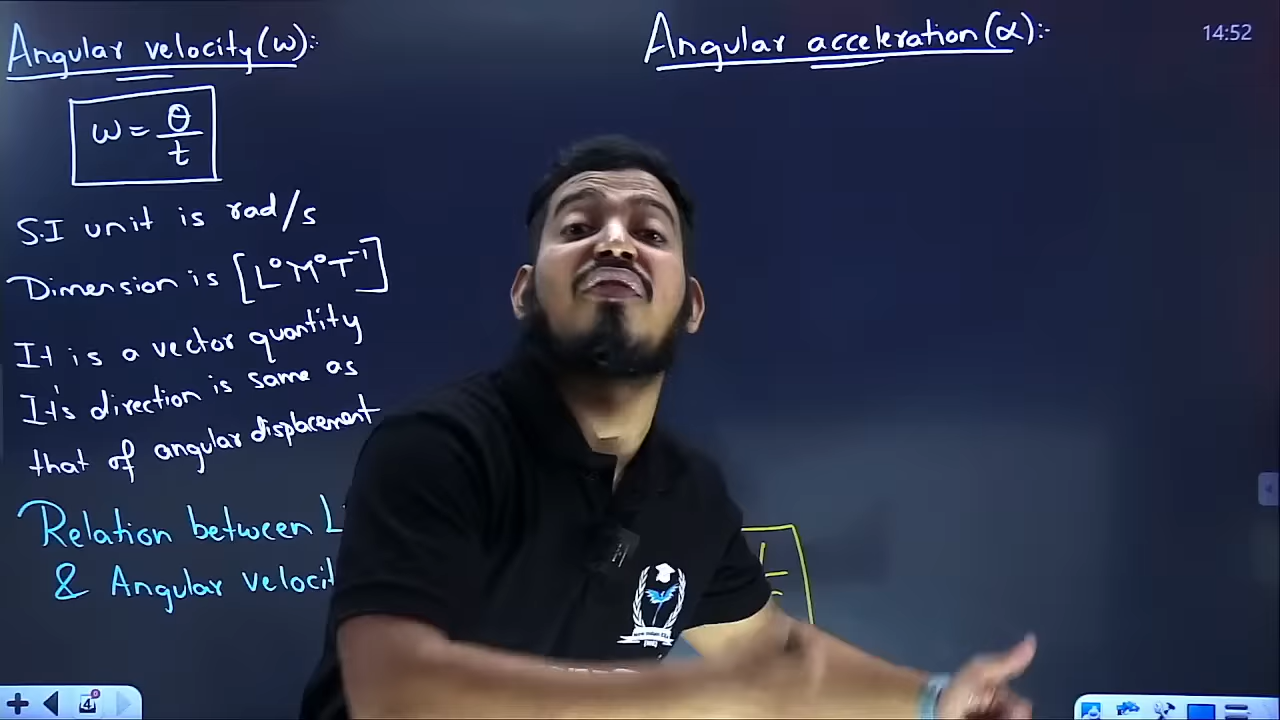 Angular velocity(ω):-
ω = θ/t
S.I unit is rad/s
Dimension is [L⁰M⁰T⁻¹]
It is a vector quantity
It's direction is same as
that of angular displacement
Relation between L
& Angular velocit
Angular acceleration(α):-
14:52